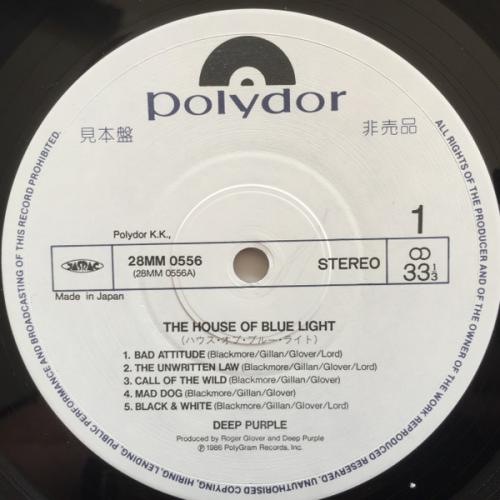 polydor
見本盤
非売品
Polydor K.K.,
1
JASRAC
28MM 0556
(28MM 0556A)
STEREO
33 1/3
Made in Japan
THE HOUSE OF BLUE LIGHT
(ハウス・オブ・ブルー・ライト)
1. BAD ATTITUDE (Blackmore/Gillan/Glover/Lord)
2. THE UNWRITTEN LAW (Blackmore/Gillan/Glover/Paice)
3. CALL OF THE WILD (Blackmore/Gillan/Glover/Lord)
4. MAD DOG (Blackmore/Gillan/Glover)
5. BLACK & WHITE (Blackmore/Gillan/Glover/Lord)
DEEP PURPLE
Produced by Roger Glover and Deep Purple
Ⓟ1986 PolyGram Records, Inc.
ALL RIGHTS OF THE PRODUCER AND OF THE OWNER OF THE WORK REPRODUCED RESERVED. UNAUTHORISED COPYING, HIRING, LENDING, PUBLIC PERFORMANCE AND BROADCASTING OF THIS RECORD PROHIBITED.